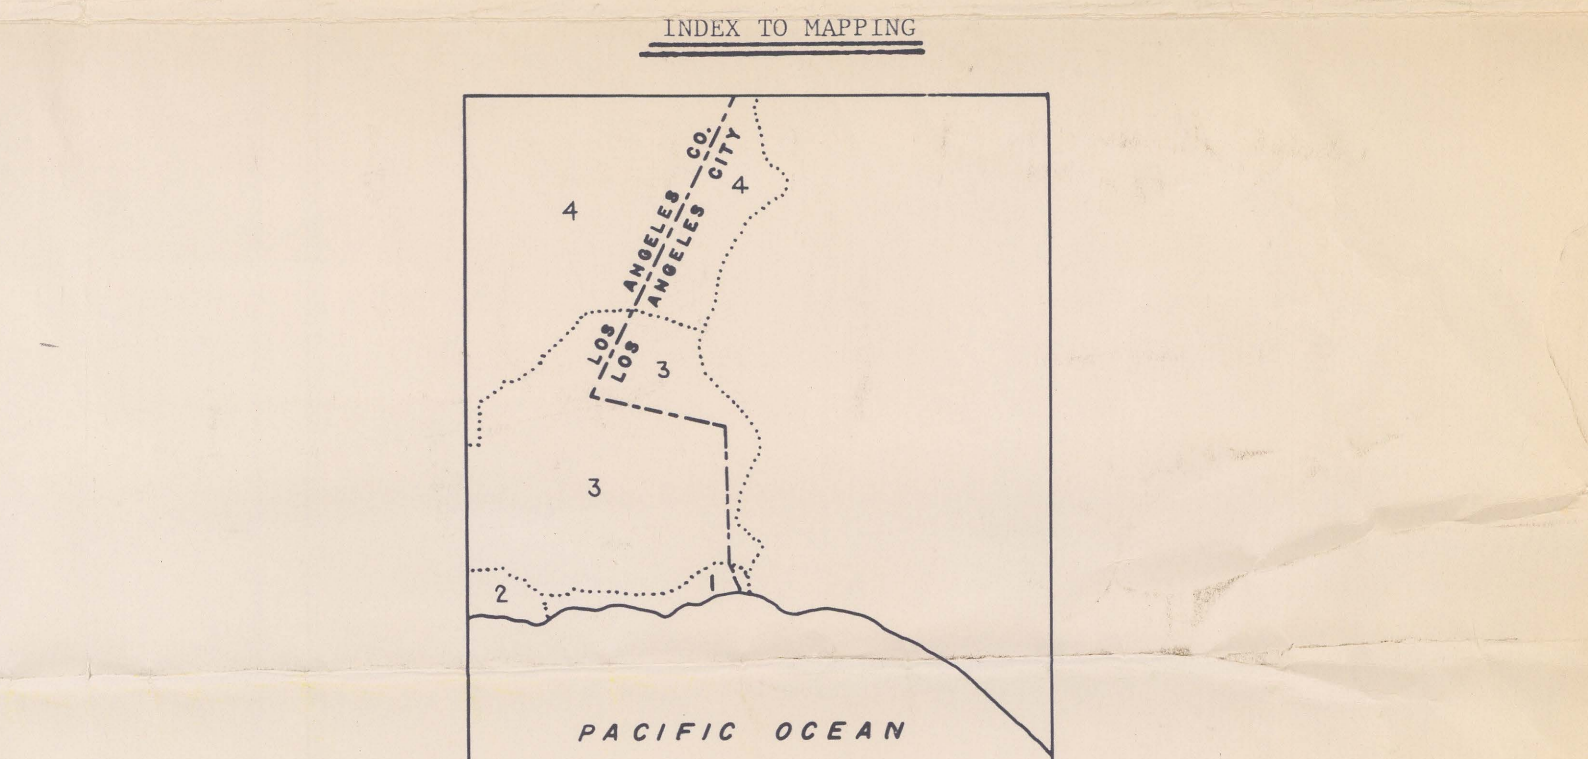 INDEX TO MAPPING
LOS ANGELES CO.
LOS ANGELES CITY
4
4
3
3
2
1
PACIFIC OCEAN